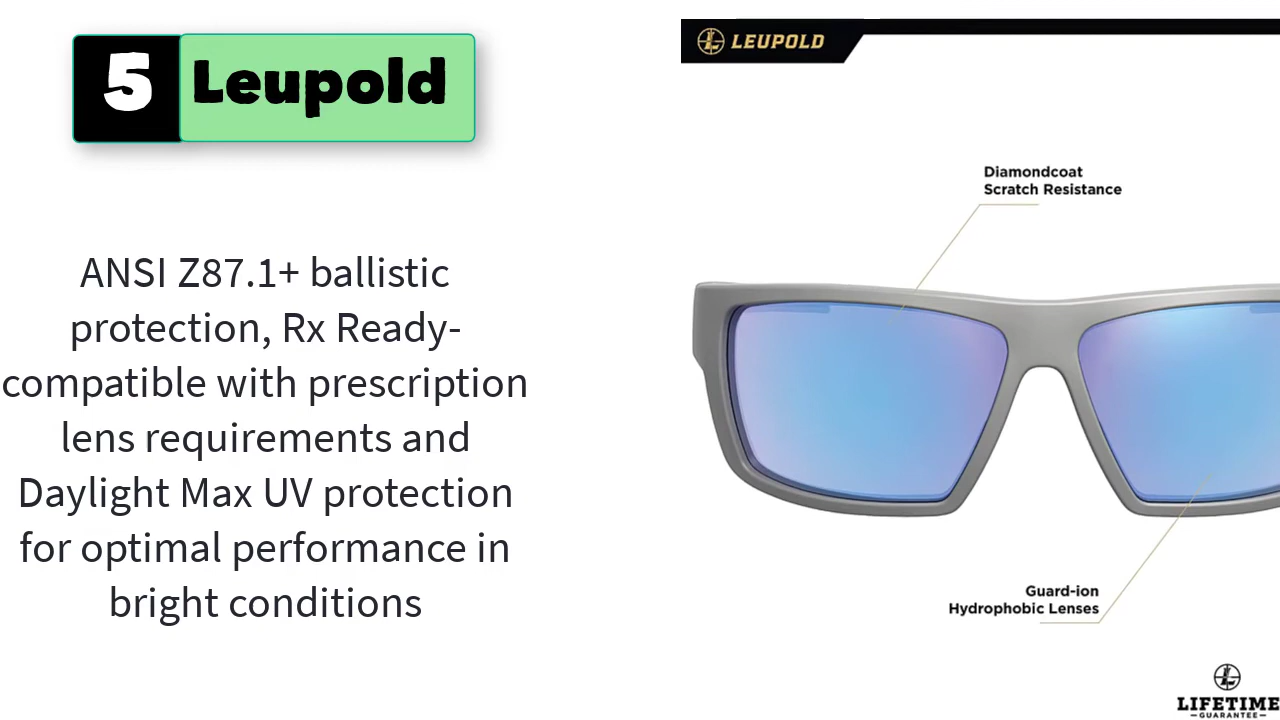 5 Leupold
ANSI Z87.1+ ballistic
protection, Rx Ready-
compatible with prescription
lens requirements and
Daylight Max UV protection
for optimal performance in
bright conditions
LEUPOLD
Diamondcoat
Scratch Resistance
Guard-ion
Hydrophobic Lenses
LIFETIME
GUARANTEE